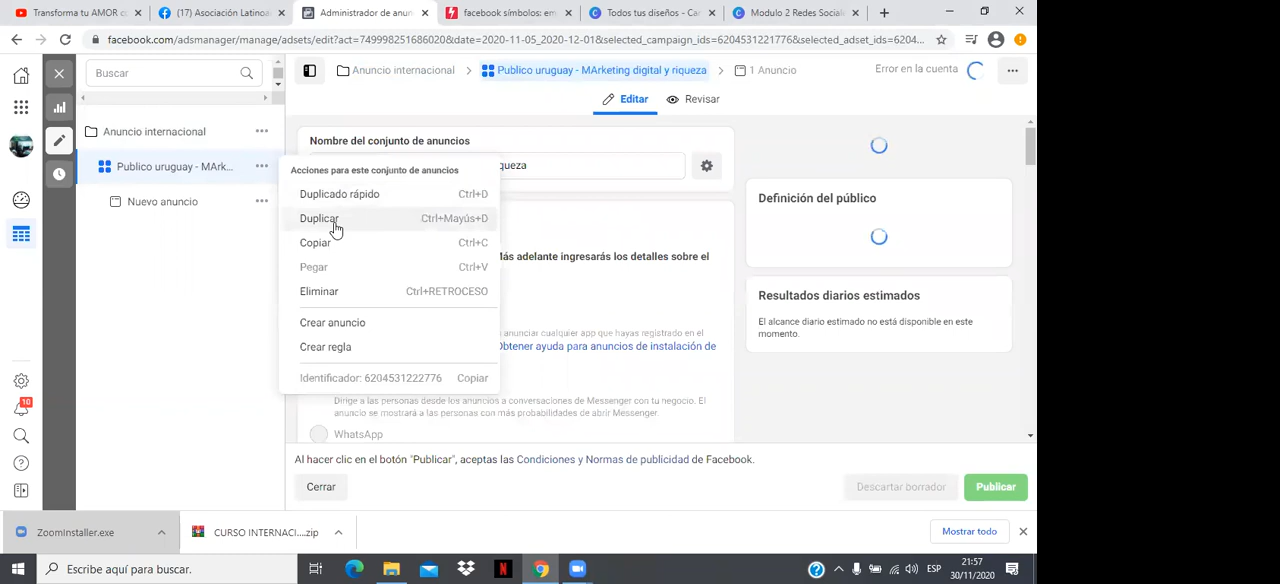 Transforma tu AMOR c
(17) Asociación Latinoa
Administrador de anun
facebook símbolos: em
Todos tus diseños - Ca
Modulo 2 Redes Sociale
facebook.com/adsmanager/manage/adsets/edit?act=749998251686020&date=2020-11-05_2020-12-01&selected_campaign_ids=6204531221776&selected_adset_ids=6204...
Buscar
Anuncio internacional
Publico uruguay - MArketing digital y riqueza
1 Anuncio
Error en la cuenta
Editar
Revisar
Anuncio internacional
Publico uruguay - MArk...
Nuevo anuncio
Nombre del conjunto de anuncios
queza
Acciones para este conjunto de anuncios
Duplicado rápido Ctrl+D
Duplicar Ctrl+Mayús+D
Copiar Ctrl+C
Pegar Ctrl+V
Eliminar Ctrl+RETROCESO
Crear anuncio
Crear regla
Identificador: 6204531222776 Copiar
Más adelante ingresarás los detalles sobre el
anunciar cualquier app que hayas registrado en el
Obtener ayuda para anuncios de instalación de
Dirige a las personas desde los anuncios a conversaciones de Messenger con tu negocio. El
anuncio se mostrará a las personas con más probabilidades de abrir Messenger.
WhatsApp
Definición del público
Resultados diarios estimados
El alcance diario estimado no está disponible en este
momento.
Al hacer clic en el botón "Publicar", aceptas las Condiciones y Normas de publicidad de Facebook.
Cerrar
Descartar borrador
Publicar
10
ZoomInstaller.exe
CURSO INTERNACI....zip
Mostrar todo
Escribe aquí para buscar.
ESP
21:57
30/11/2020